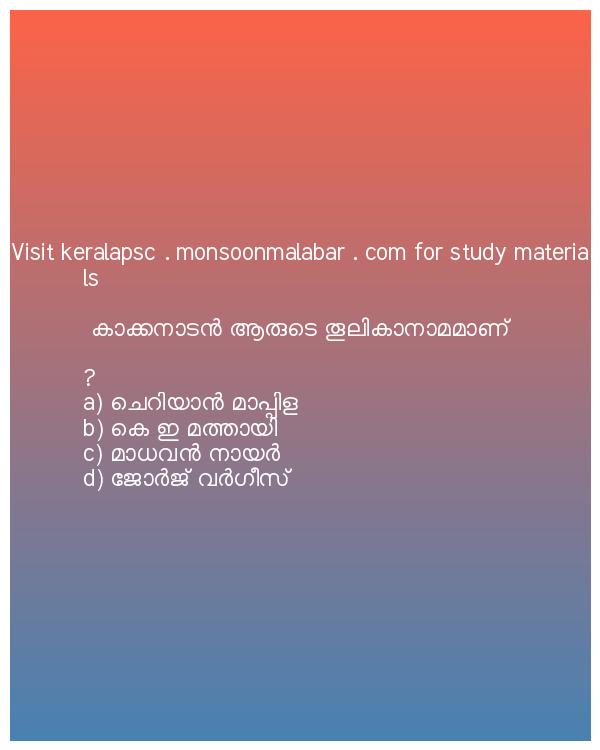 Visit keralapsc . monsoonmalabar . com for study materia
ls
കാക്കനാടൻ ആരുടെ തൂലികാനാമമാണ്
?
a) ചെറിയാൻ മാപ്പിള
b) കെ ഇ മത്തായി
c) മാധവൻ നായർ
d) ജോർജ് വർഗീസ്